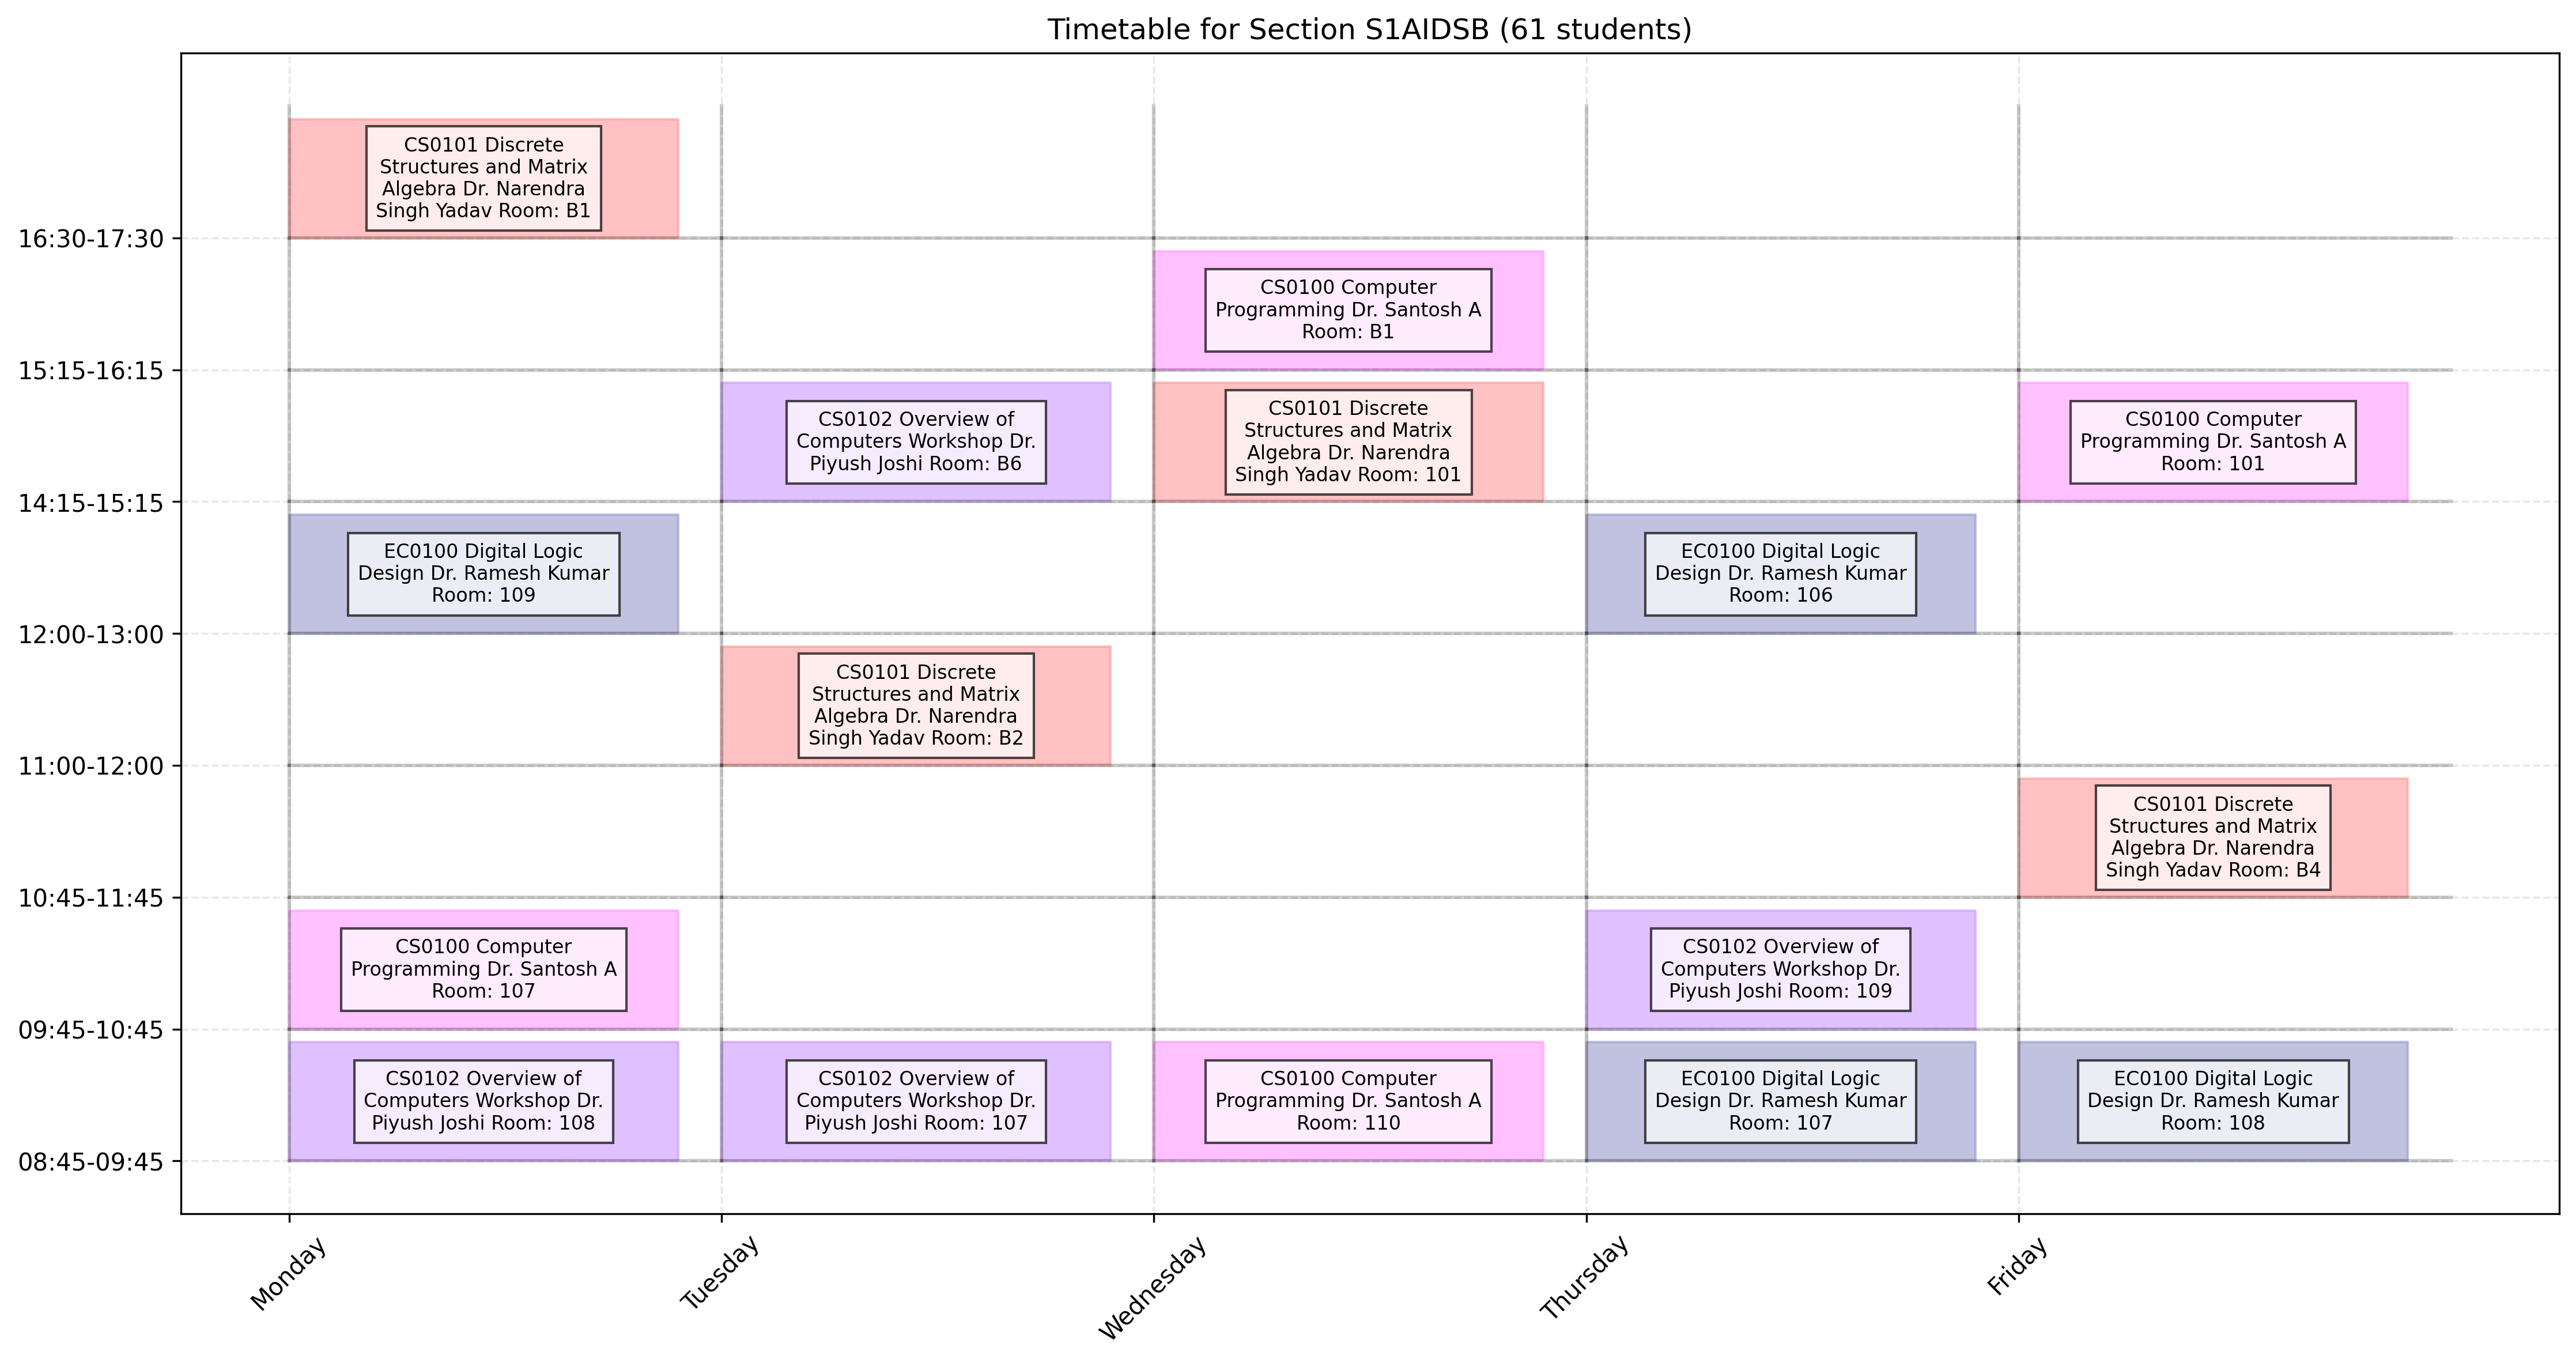 Timetable for Section S1AIDSB (61 students)
16:30-17:30
CS0101 Discrete
Structures and Matrix
Algebra Dr. Narendra
Singh Yadav Room: B1
15:15-16:15
CS0100 Computer
Programming Dr. Santosh A
Room: B1
14:15-15:15
CS0102 Overview of
Computers Workshop Dr.
Piyush Joshi Room: B6
CS0101 Discrete
Structures and Matrix
Algebra Dr. Narendra
Singh Yadav Room: 101
CS0100 Computer
Programming Dr. Santosh A
Room: 101
12:00-13:00
EC0100 Digital Logic
Design Dr. Ramesh Kumar
Room: 109
EC0100 Digital Logic
Design Dr. Ramesh Kumar
Room: 106
11:00-12:00
CS0101 Discrete
Structures and Matrix
Algebra Dr. Narendra
Singh Yadav Room: B2
10:45-11:45
CS0101 Discrete
Structures and Matrix
Algebra Dr. Narendra
Singh Yadav Room: B4
09:45-10:45
CS0100 Computer
Programming Dr. Santosh A
Room: 107
CS0102 Overview of
Computers Workshop Dr.
Piyush Joshi Room: 109
08:45-09:45
CS0102 Overview of
Computers Workshop Dr.
Piyush Joshi Room: 108
CS0102 Overview of
Computers Workshop Dr.
Piyush Joshi Room: 107
CS0100 Computer
Programming Dr. Santosh A
Room: 110
EC0100 Digital Logic
Design Dr. Ramesh Kumar
Room: 107
EC0100 Digital Logic
Design Dr. Ramesh Kumar
Room: 108
Monday
Tuesday
Wednesday
Thursday
Friday